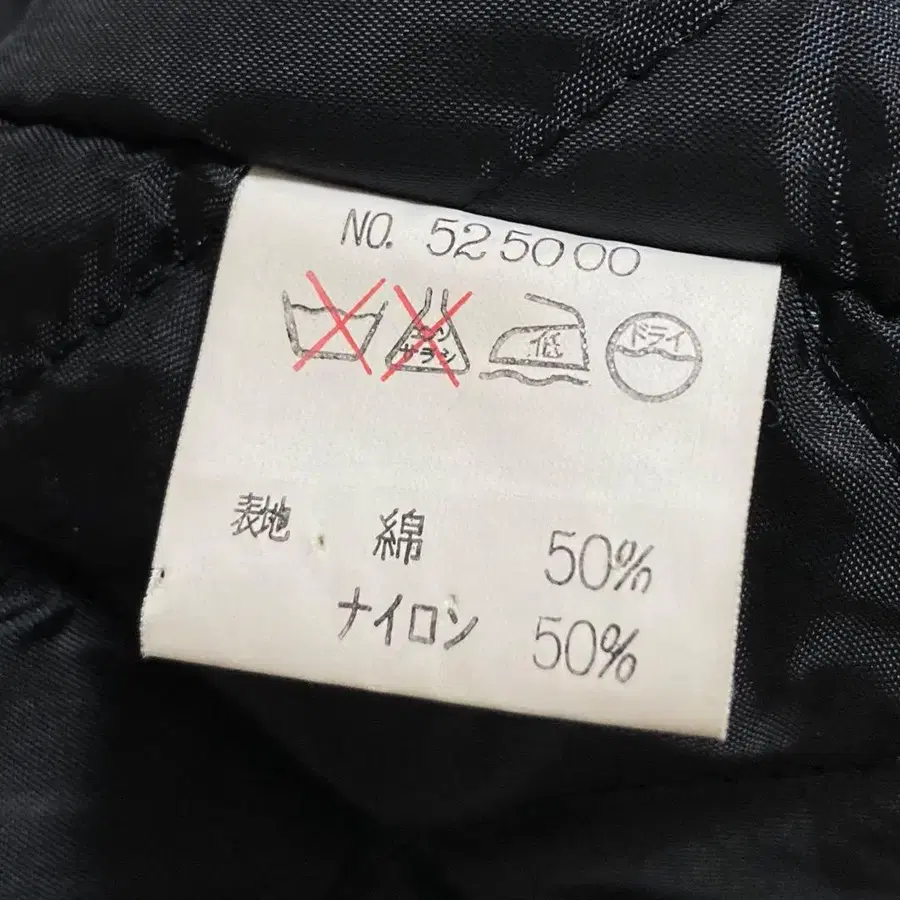 NO. 525000
エンソ
サラシ
低
ドライ
表地 綿 50%
ナイロン 50%